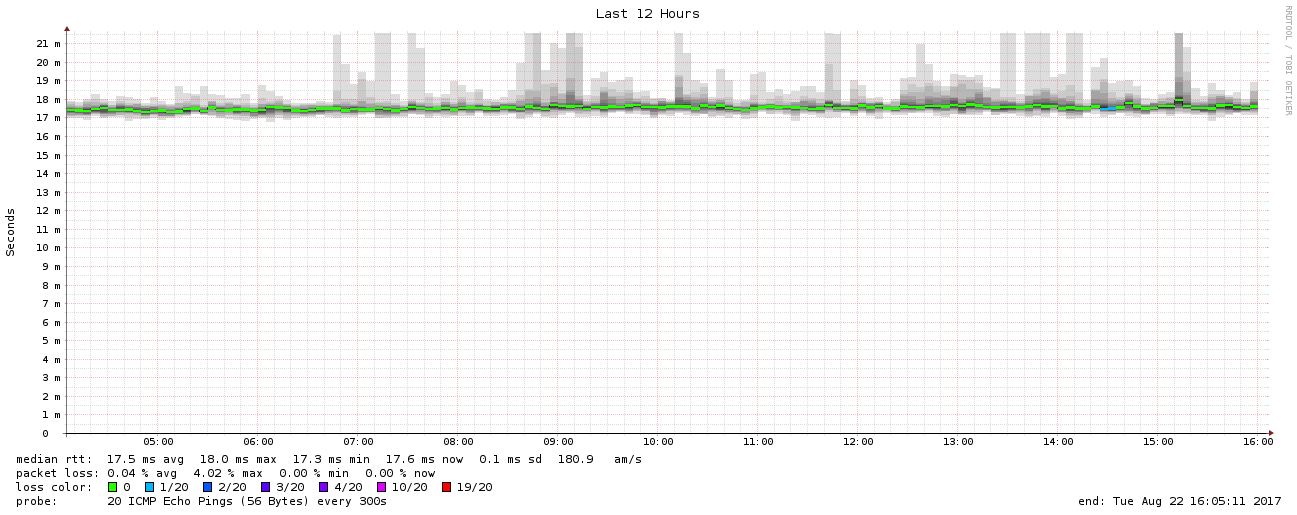 Last 12 Hours
RRDTOOL / TOBI OETIKER
Seconds
21 m
20 m
19 m
18 m
17 m
16 m
15 m
14 m
13 m
12 m
11 m
10 m
9 m
8 m
7 m
6 m
5 m
4 m
3 m
2 m
1 m
0
05:00 06:00 07:00 08:00 09:00 10:00 11:00 12:00 13:00 14:00 15:00 16:00
median rtt: 17.5 ms avg 18.0 ms max 17.3 ms min 17.6 ms now 0.1 ms sd 180.9 am/s
packet loss: 0.04 % avg 4.02 % max 0.00 % min 0.00 % now
loss color: 0 1/20 2/20 3/20 4/20 10/20 19/20
probe: 20 ICMP Echo Pings (56 Bytes) every 300s end: Tue Aug 22 16:05:11 2017